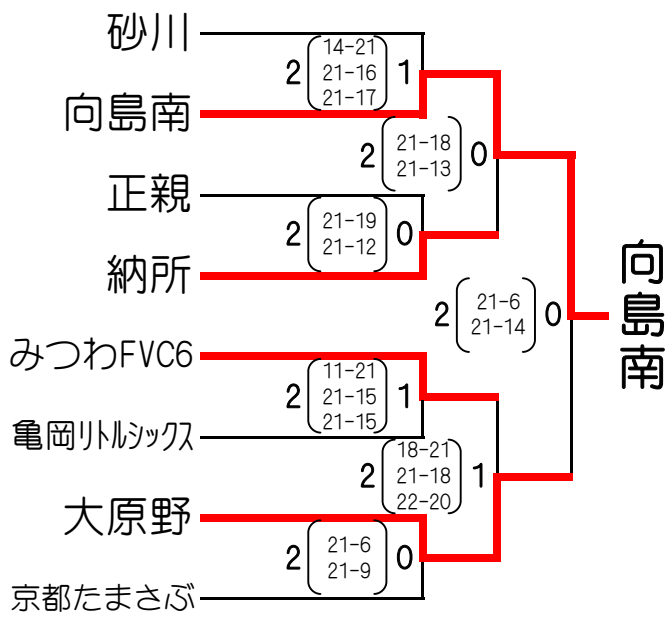 砂川
14-21
2 21-16 1
21-17
向島南
21-18
2 21-13 0
正親
21-19
2 21-12 0
納所
向島南
21-6
2 21-14 0
みつわFVC6
11-21
2 21-15 1
21-15
亀岡リトルシックス
18-21
2 21-18 1
22-20
大原野
21-6
2 21-9 0
京都たまさぶ